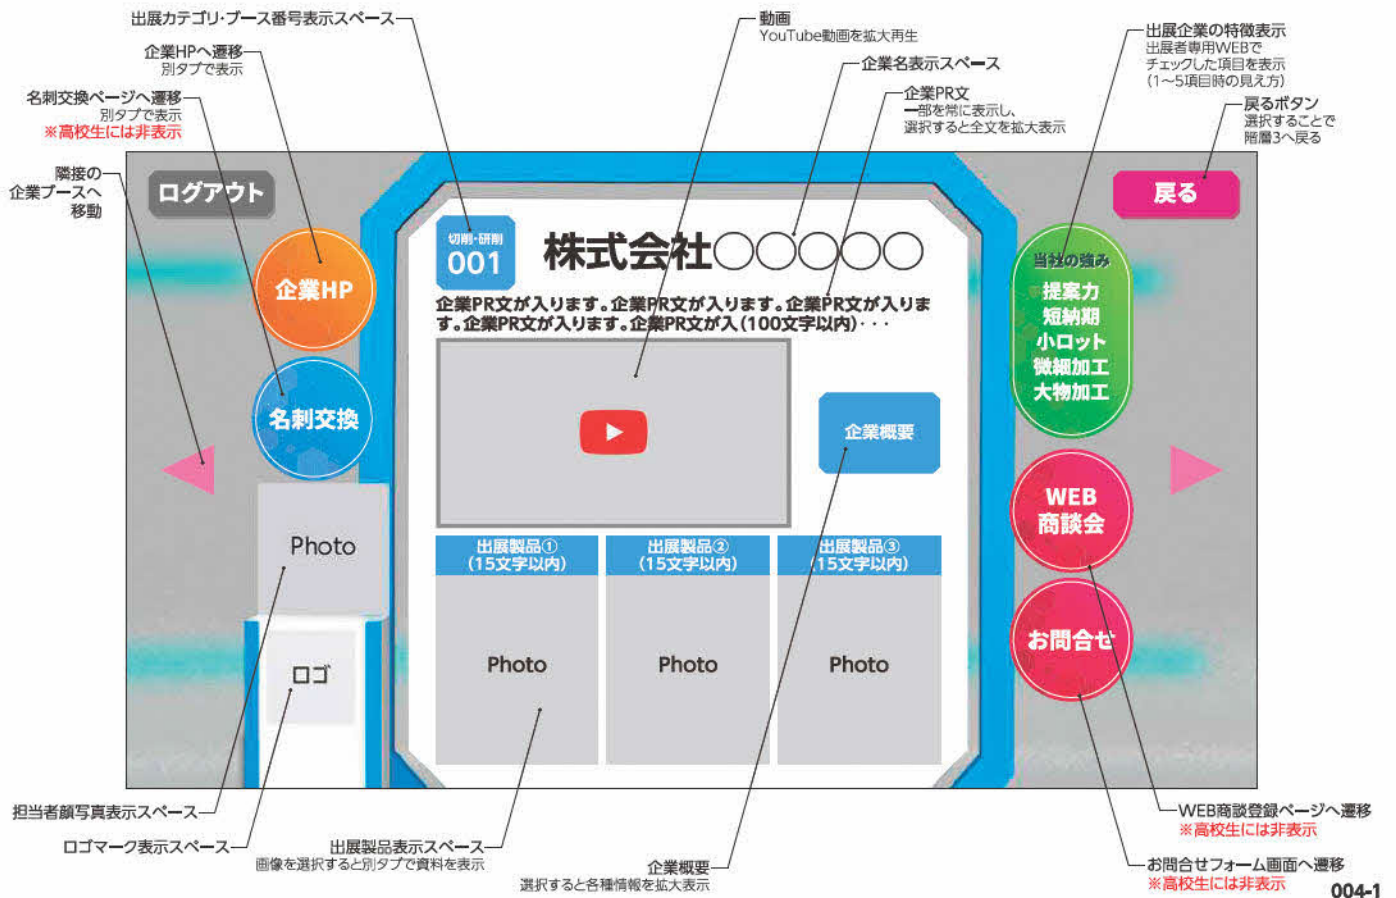 出展カテゴリ・ブース番号表示スペース
企業HPへ遷移
別タブで表示
名刺交換ページへ遷移
別タブで表示
※高校生には非表示
隣接の
企業ブースへ
移動
動画
YouTube動画を拡大再生
企業名表示スペース
企業PR文
一部を常に表示し、
選択すると全文を拡大表示
出展企業の特徴表示
出展者専用WEBで
チェックした項目を表示
(1〜5項目時の見え方)
戻るボタン
選択することで
階層3へ戻る
ログアウト
戻る
企業HP
名刺交換
切削・研削
001
株式会社〇〇〇〇〇
企業PR文が入ります。企業PR文が入ります。企業PR文が入りま
す。企業PR文が入ります。企業PR文が入(100文字以内)・・・
企業概要
当社の強み
提案力
短納期
小ロット
微細加工
大物加工
WEB
商談会
お問合せ
Photo
ロゴ
出展製品①
(15文字以内)
出展製品②
(15文字以内)
出展製品③
(15文字以内)
Photo
Photo
Photo
担当者顔写真表示スペース
ロゴマーク表示スペース
出展製品表示スペース
画像を選択すると別タブで資料を表示
企業概要
選択すると各種情報を拡大表示
WEB商談登録ページへ遷移
※高校生には非表示
お問合せフォーム画面へ遷移
※高校生には非表示
004-1